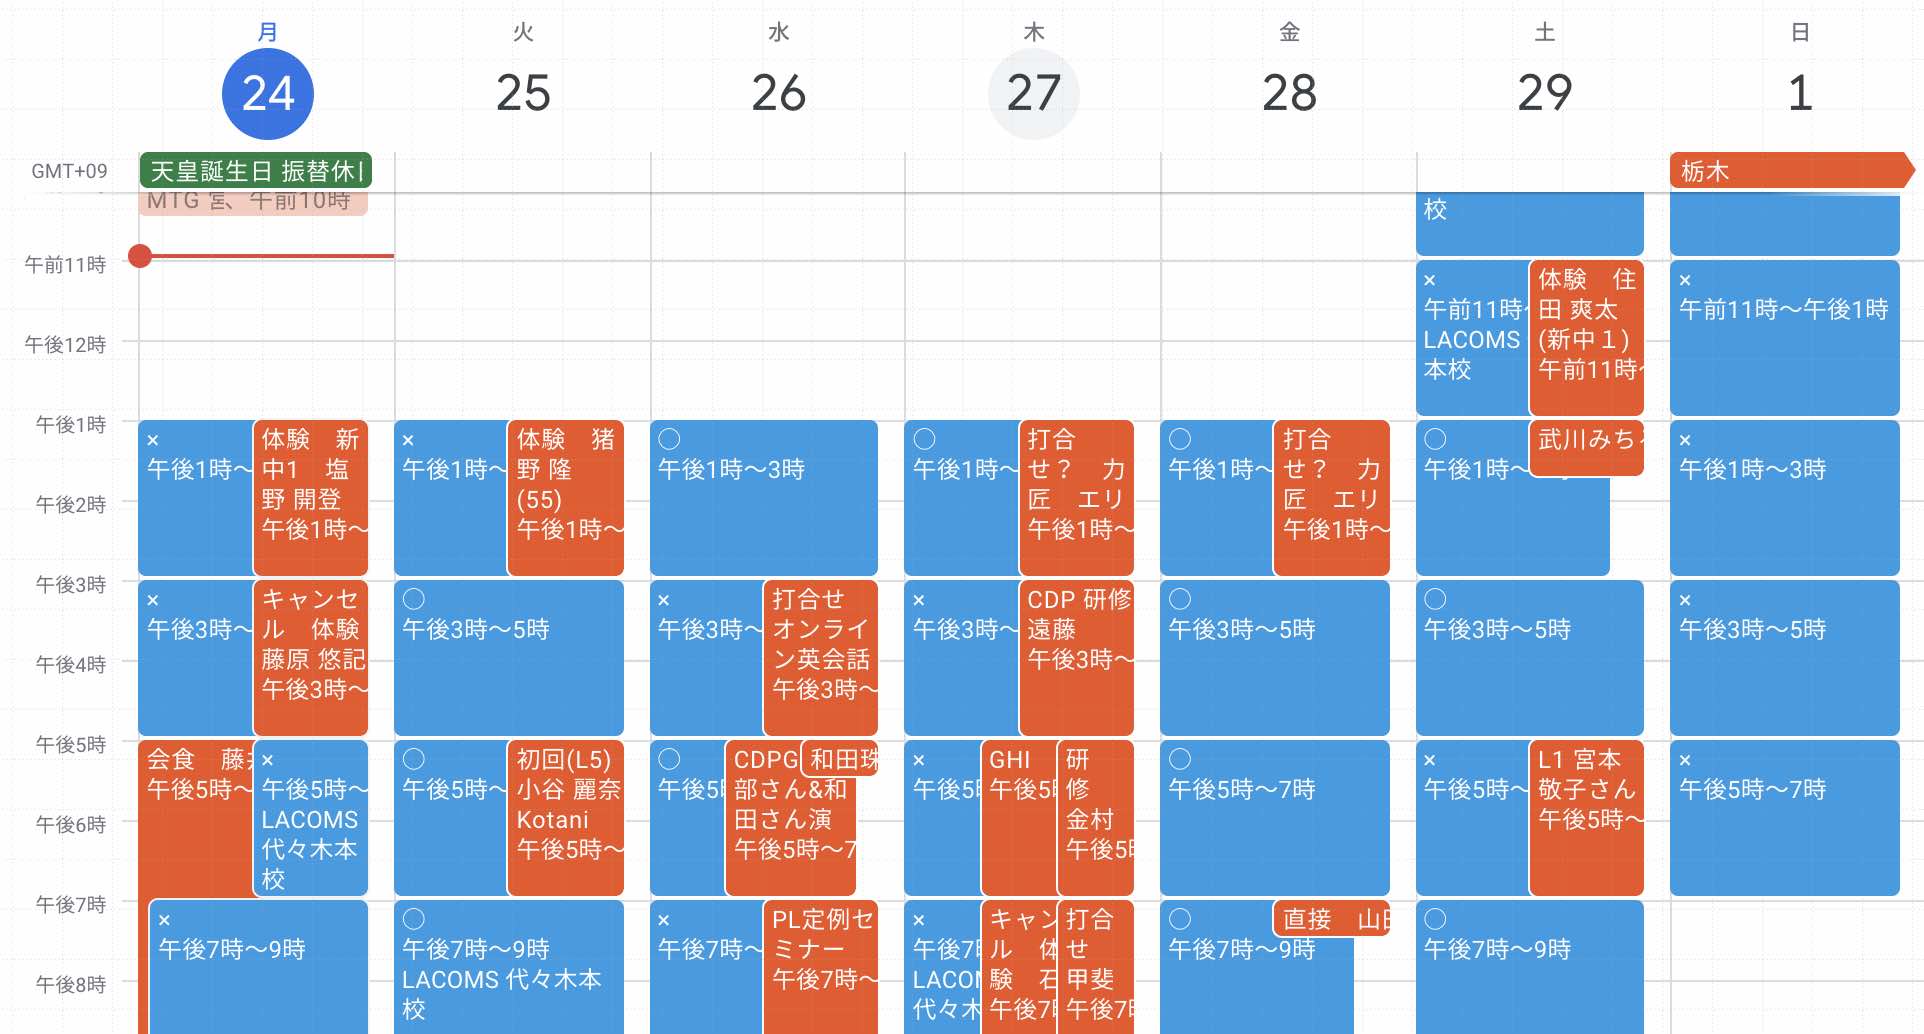 月
火
水
木
金
土
日
24
25
26
27
28
29
1
GMT+09
天皇誕生日 振替休
栃木
MTG 宮、午前10時
午前11時
午後12時
午後1時
午後2時
午後3時
午後4時
午後5時
午後6時
午後7時
午後8時
×
午後1時〜
体験 新
中1 塩
野 開登
午後1時〜
×
午後3時〜
キャンセ
ル 体験
藤原 悠記
午後3時〜
会食 藤
午後5時〜
×
午後5時〜
LACOMS
代々木本
校
×
午後7時〜9時
×
午後1時〜
体験 猪
野 隆
(55)
午後1時〜
〇
午後3時〜5時
〇
午後5時〜
初回(L5)
小谷 麗奈
Kotani
午後5時〜
〇
午後7時〜9時
LACOMS 代々木本
校
〇
午後1時〜3時
×
午後3時〜
打合せ
オンライ
ン英会話
午後3時〜
〇
午後5時
CDPG
部さん&和
田さん演
午後5時〜7
和田珠
×
午後7時〜
PL定例セ
ミナー
午後7時〜
〇
午後1時〜
打合
せ? カ
匠 エリ
午後1時〜
×
午後3時〜
CDP 研修
遠藤
午後3時〜
×
午後5時
GHI
午後5時
研
修
金村
午後5時
×
午後7時
LACOM
代々木
キャン
ル 体
験 石
午後7時
打合
せ
甲斐
午後7時
〇
午後1時〜
打合
せ? カ
匠 エリ
午後1時〜
〇
午後3時〜5時
〇
午後5時〜7時
〇
午後7時〜9時
直接 山田
校
×
午前11時
LACOMS
本校
体験 住
田 爽太
(新中１)
午前11時〜
〇
午後1時〜
武川みち
〇
午後3時〜5時
×
午後5時〜
L1 宮本
敬子さん
午後5時〜
〇
午後7時〜9時
×
午前11時〜午後1時
×
午後1時〜3時
×
午後3時〜5時
×
午後5時〜7時